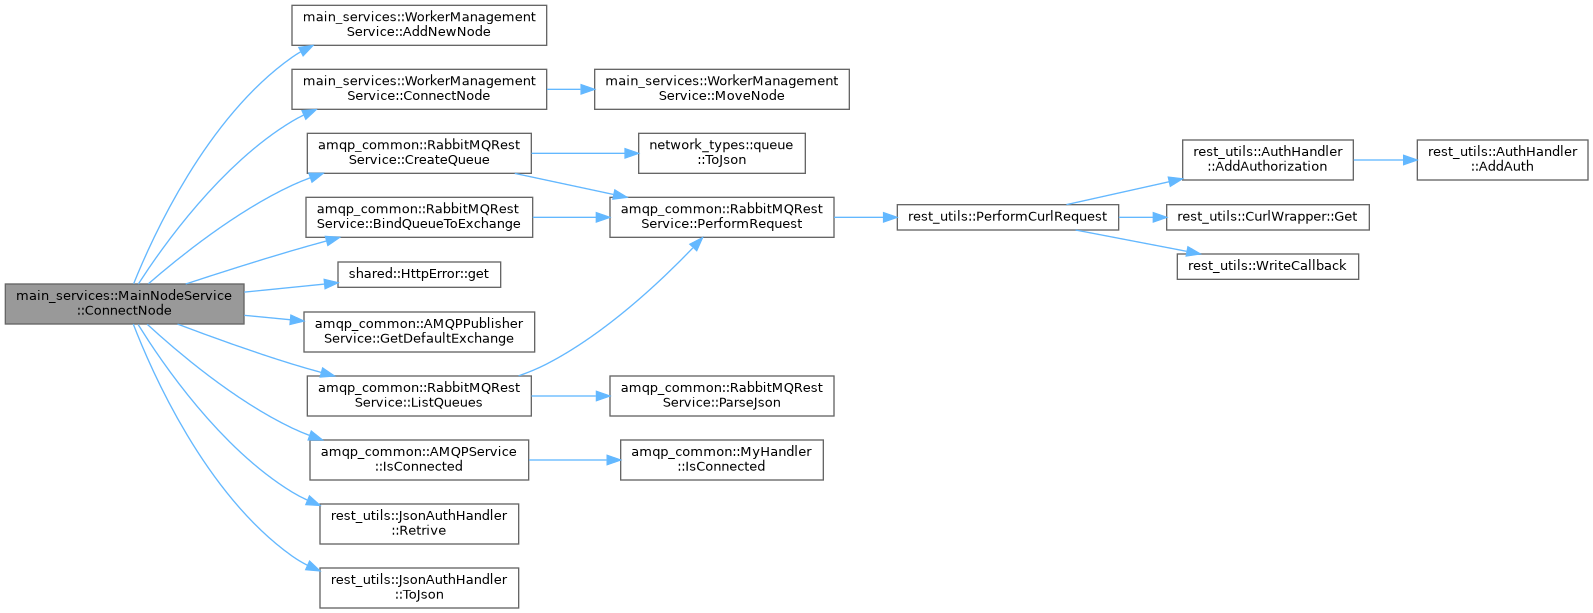 main_services::WorkerManagement
Service::AddNewNode
main_services::WorkerManagement
Service::ConnectNode
main_services::WorkerManagement
Service::MoveNode
amqp_common::RabbitMQRest
Service::CreateQueue
network_types::queue
::ToJson
rest_utils::AuthHandler
::AddAuthorization
rest_utils::AuthHandler
::AddAuth
amqp_common::RabbitMQRest
Service::BindQueueToExchange
amqp_common::RabbitMQRest
Service::PerformRequest
rest_utils::PerformCurlRequest
rest_utils::CurlWrapper::Get
rest_utils::WriteCallback
shared::HttpError::get
main_services::MainNodeService
::ConnectNode
amqp_common::AMQPPublisher
Service::GetDefaultExchange
amqp_common::RabbitMQRest
Service::ListQueues
amqp_common::RabbitMQRest
Service::ParseJson
amqp_common::AMQPService
::IsConnected
amqp_common::MyHandler
::IsConnected
rest_utils::JsonAuthHandler
::Retrive
rest_utils::JsonAuthHandler
::ToJson